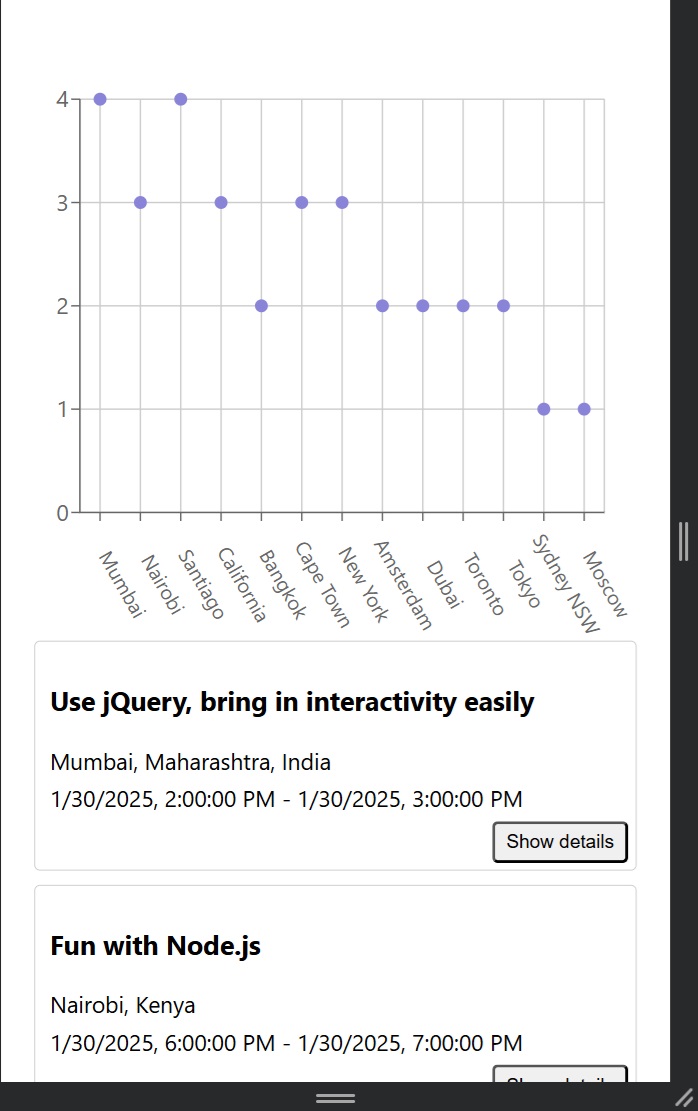 4
3
2
1
0
Mumbai
Nairobi
Santiago
California
Bangkok
Cape Town
New York
Amsterdam
Dubai
Toronto
Tokyo
Sydney NSW
Moscow
Use jQuery, bring in interactivity easily
Mumbai, Maharashtra, India
1/30/2025, 2:00:00 PM - 1/30/2025, 3:00:00 PM
Show details
Fun with Node.js
Nairobi, Kenya
1/30/2025, 6:00:00 PM - 1/30/2025, 7:00:00 PM
Show details